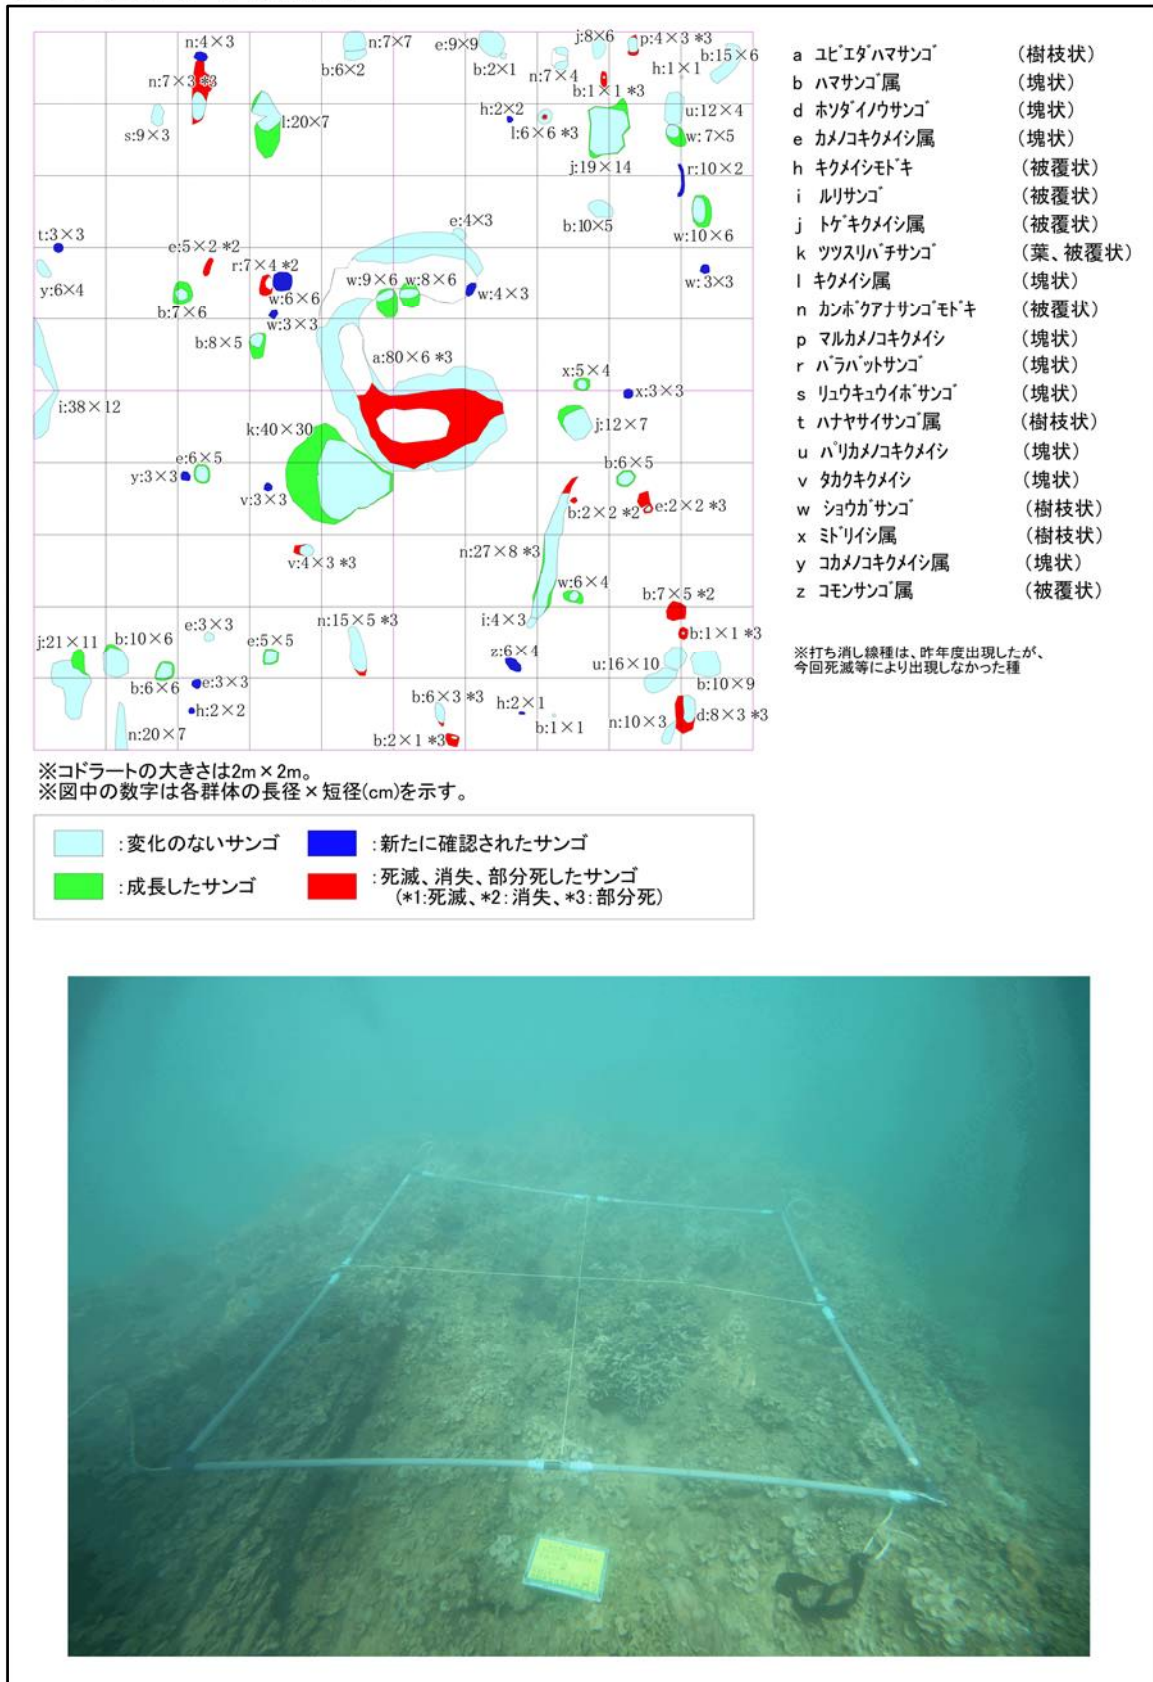 n:4×3
n:7×7
e:9×9
j:8×6
p:4×3 *3
b:15×6
b:6×2
b:2×1
n:7×4
h:1×1
n:7×3 *3
b:1×1 *3
s:9×3
l:20×7
h:2×2
l:6×6 *3
u:12×4
w:7×5
j:19×14
r:10×2
t:3×3
e:5×2 *2
e:4×3
b:10×5
w:10×6
r:7×4 *2
y:6×4
w:9×6
w:8×6
w:4×3
w:3×3
b:7×6
w:6×6
w:3×3
b:8×5
a:80×6 *3
x:5×4
x:3×3
i:38×12
k:40×30
j:12×7
e:6×5
b:6×5
y:3×3
v:3×3
b:2×2 *2
e:2×2 *3
v:4×3 *3
n:27×8 *3
w:6×4
b:7×5 *2
j:21×11
b:10×6
e:3×3
n:15×5 *3
i:4×3
b:1×1 *3
e:5×5
z:6×4
u:16×10
b:6×6
e:3×3
b:10×9
b:6×3 *3
h:2×2
h:2×1
n:20×7
b:2×1 *3
b:1×1
n:10×3
d:8×3 *3
a ユビエダハマサンゴ (樹枝状)
b ハマサンゴ属 (塊状)
d ホソダイノウサンゴ (塊状)
e カメノコキクメイシ属 (塊状)
h キクメイシモドキ (被覆状)
i ルリサンゴ (被覆状)
j トゲキクメイシ属 (被覆状)
k ツツスリバチサンゴ (葉、被覆状)
l キクメイシ属 (塊状)
n カンボクアナサンゴモドキ (被覆状)
p マルカメノコキクメイシ (塊状)
r バラバットサンゴ (塊状)
s リュウキュウイボサンゴ (塊状)
t ハナヤサイサンゴ属 (樹枝状)
u パリカメノコキクメイシ (塊状)
v タカクキクメイシ (塊状)
w ショウガサンゴ (樹枝状)
x ミドリイシ属 (樹枝状)
y コカメノコキクメイシ属 (塊状)
z コモンサンゴ属 (被覆状)
※打ち消し線種は、昨年度出現したが、
今回死滅等により出現しなかった種
※コドラートの大きさは2m×2m。
※図中の数字は各群体の長径×短径(cm)を示す。
:変化のないサンゴ
:新たに確認されたサンゴ
:成長したサンゴ
:死滅、消失、部分死したサンゴ
(*1:死滅、*2:消失、*3:部分死)